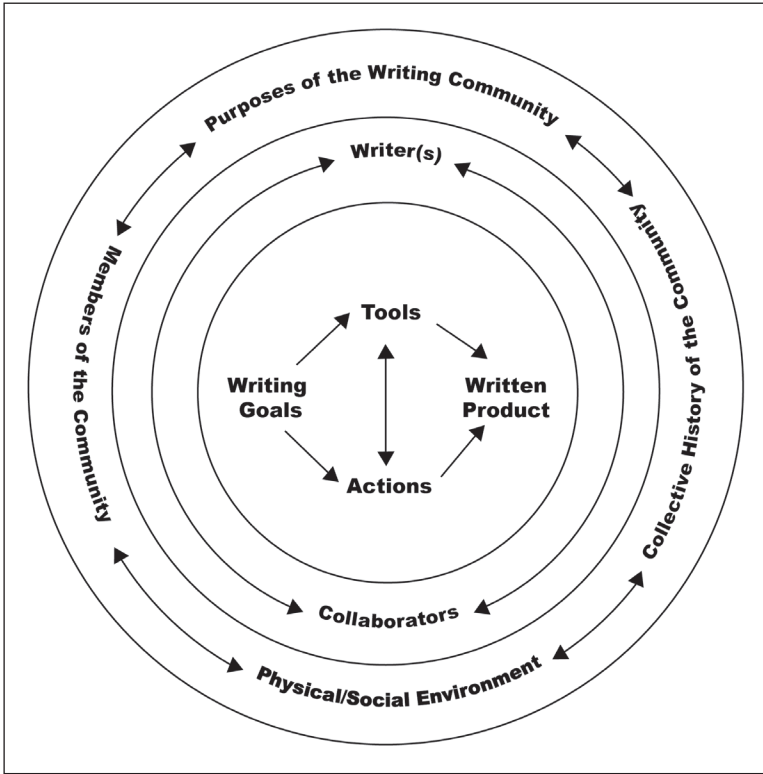 Purposes of the Writing Community
Writer(s)
Members of the Community
Collective History of the Community
Tools
Writing
Goals
Written
Product
Actions
Collaborators
Physical/Social Environment